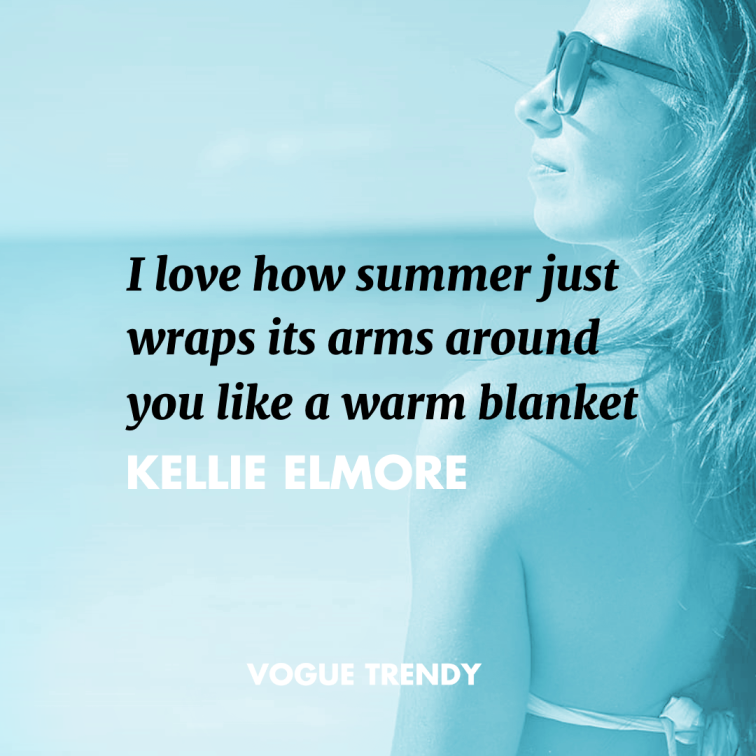 I love how summer just
wraps its arms around
you like a warm blanket
KELLIE ELMORE
VOGUE TRENDY